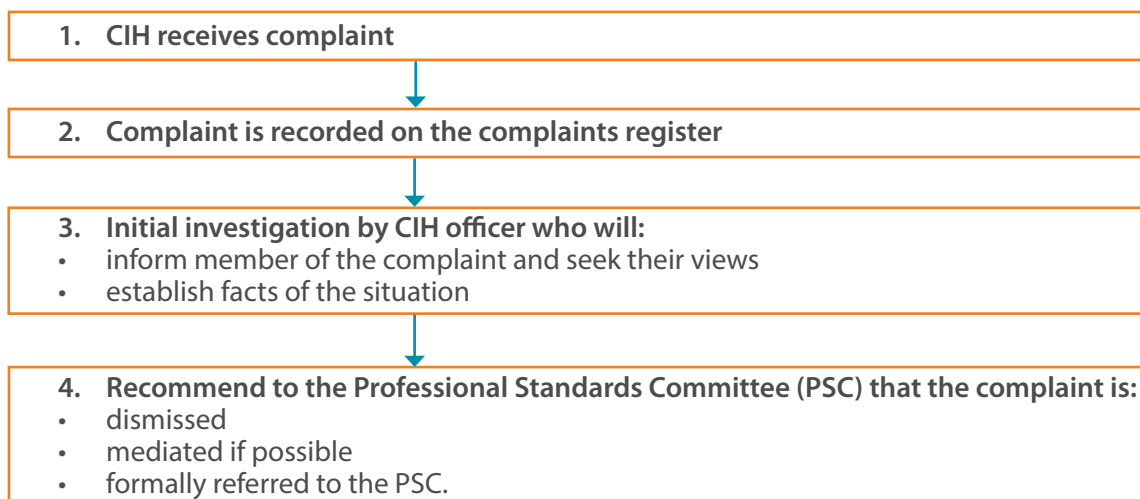 1. CIH receives complaint
2. Complaint is recorded on the complaints register
3. Initial investigation by CIH officer who will:
• inform member of the complaint and seek their views
• establish facts of the situation
4. Recommend to the Professional Standards Committee (PSC) that the complaint is:
• dismissed
• mediated if possible
• formally referred to the PSC.